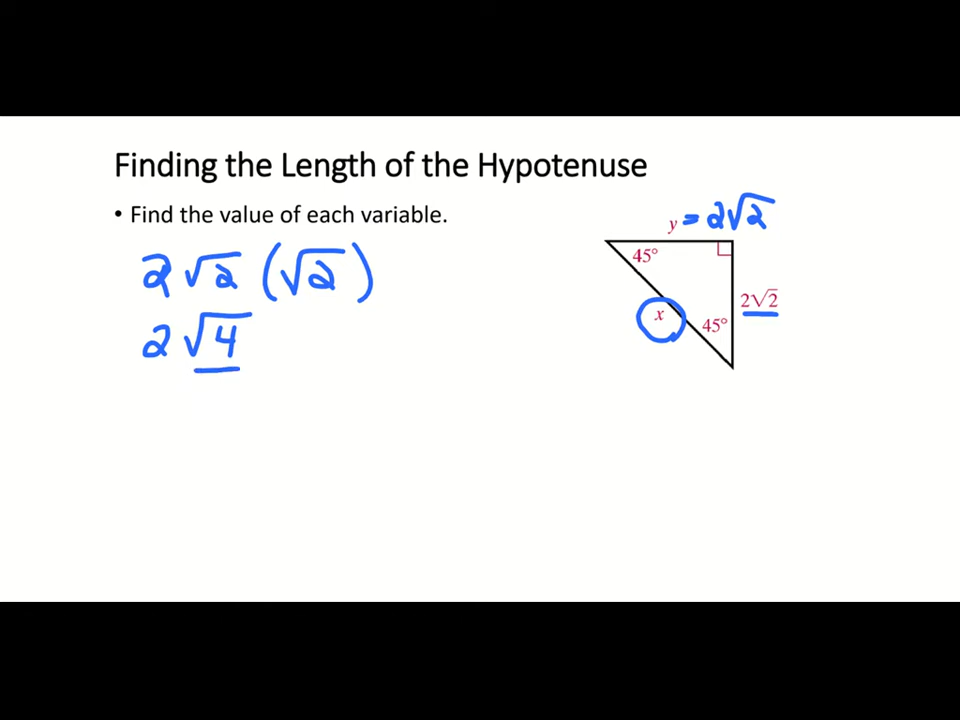 Finding the Length of the Hypotenuse
• Find the value of each variable.
2√2 (√2)
2√4
y = 2√2
45°
2√2
x
45°